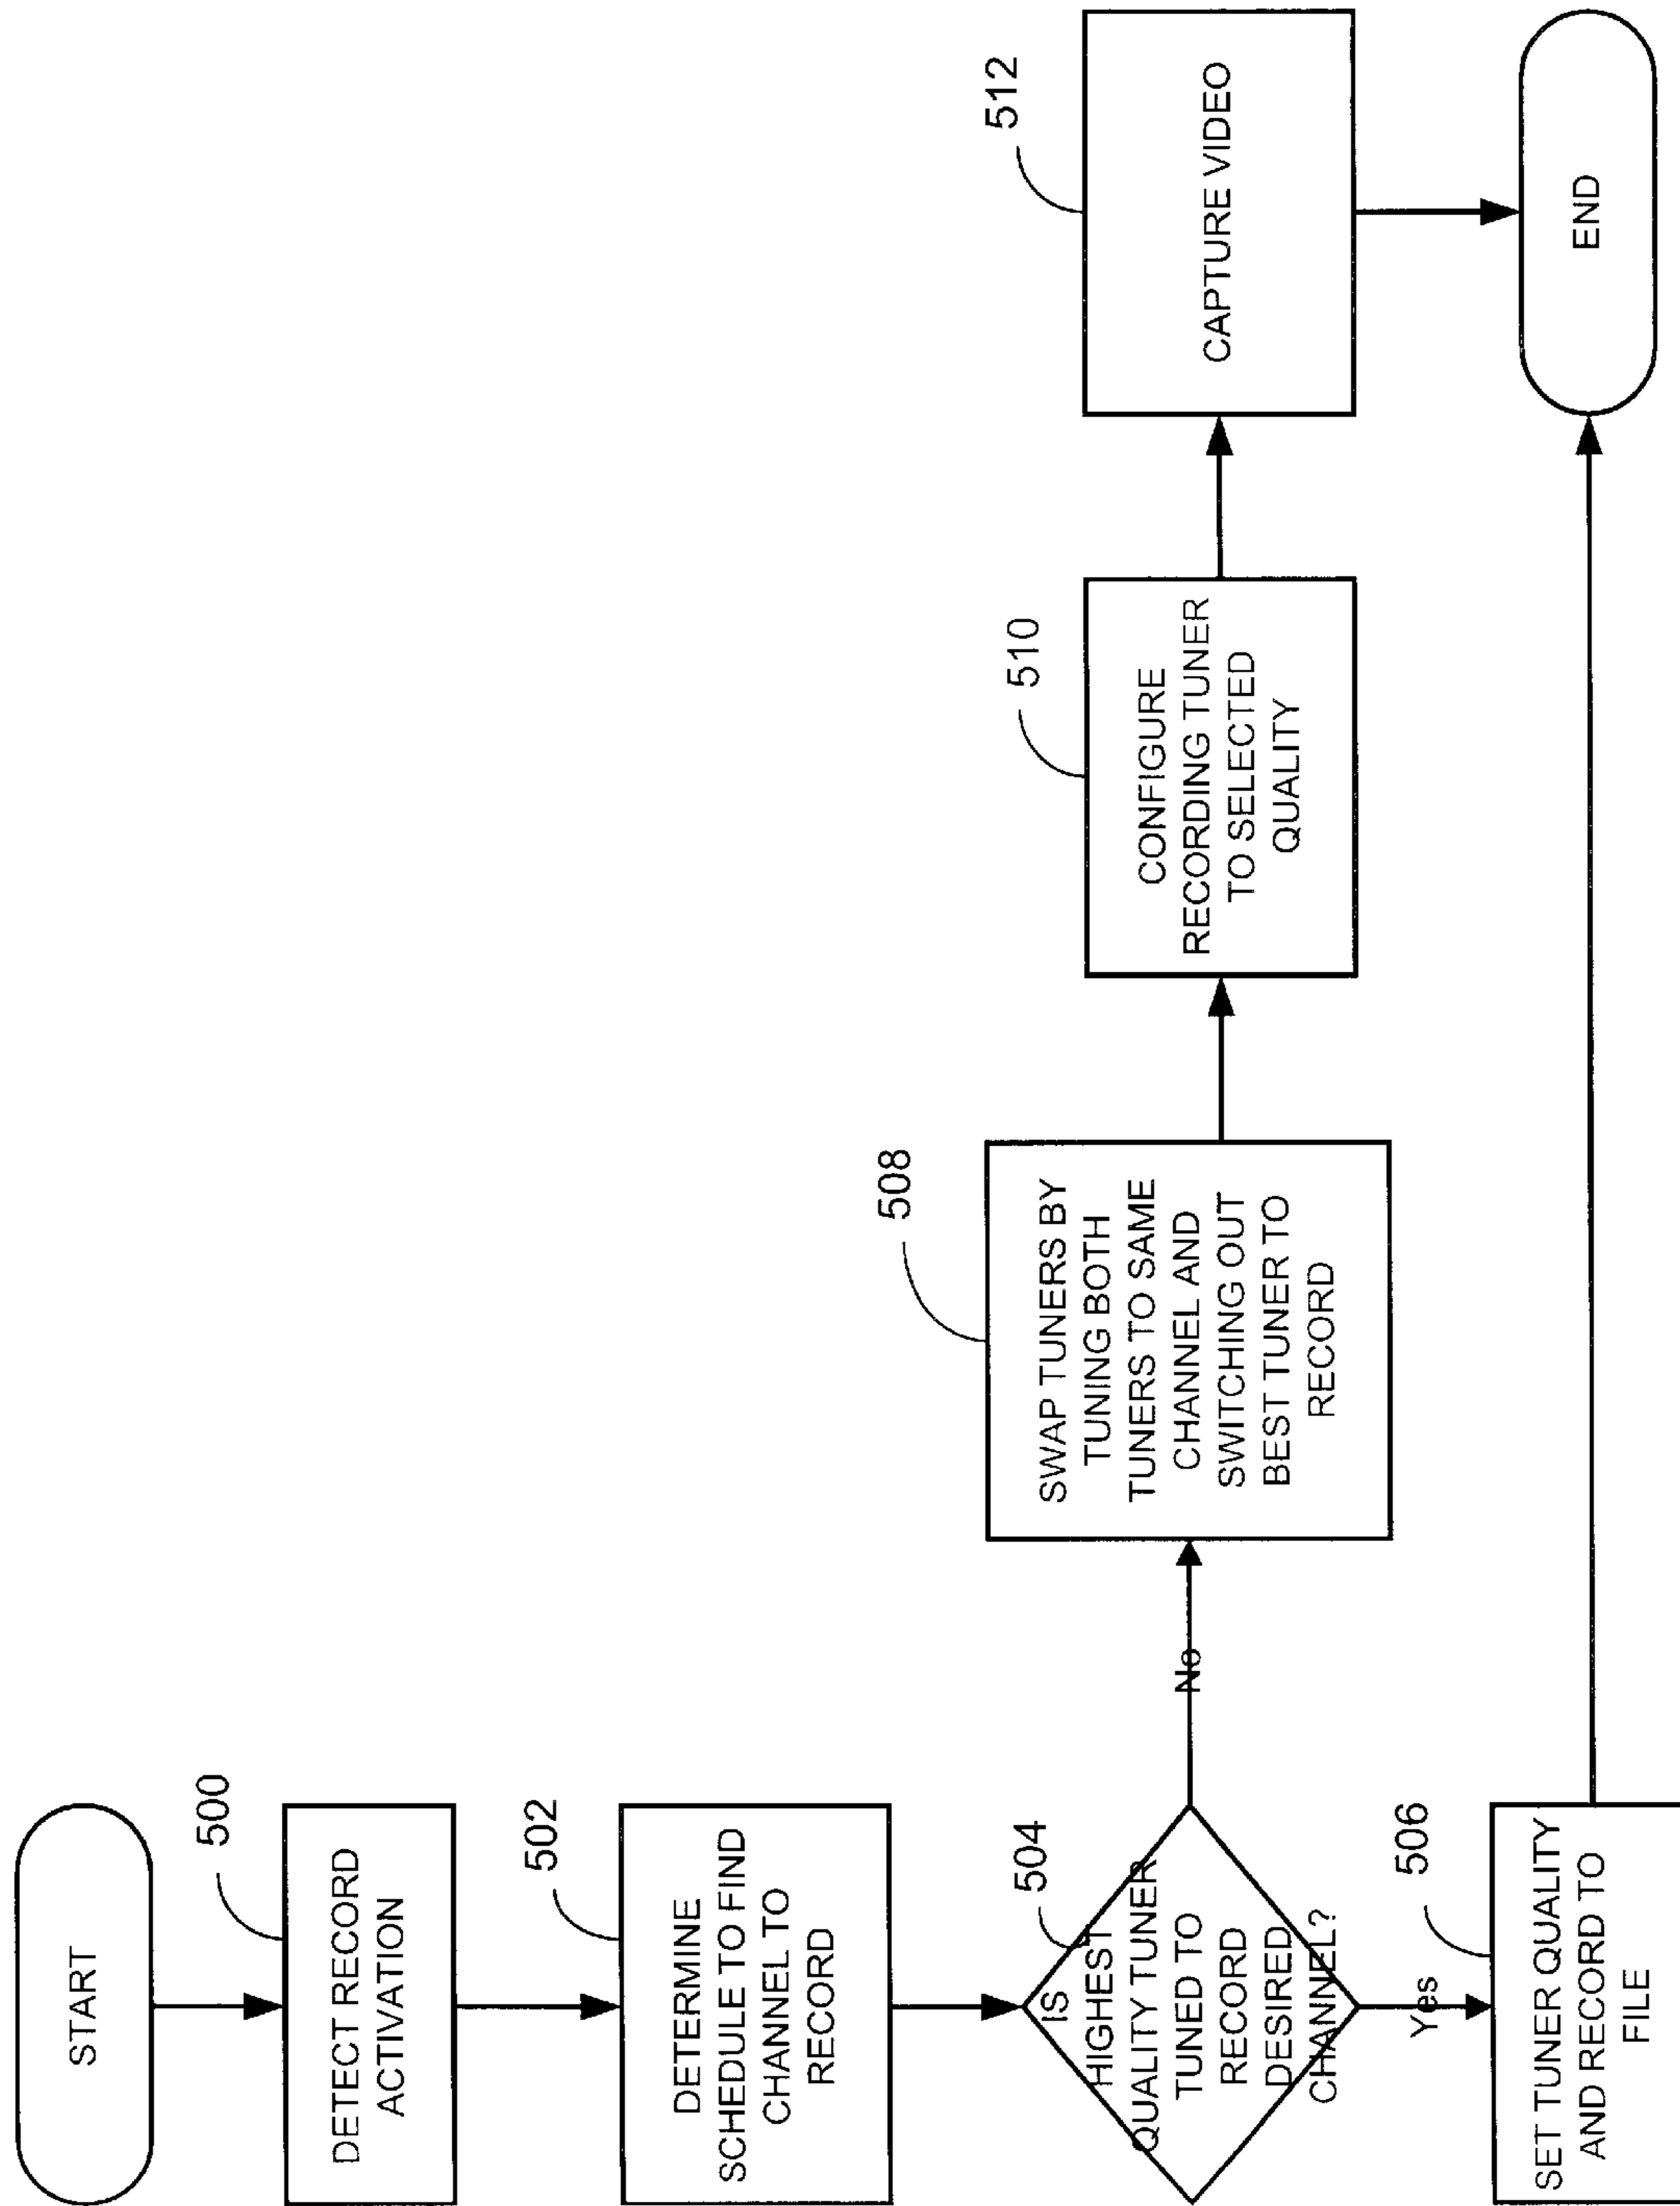 START
500
DETECT RECORD
ACTIVATION
502
DETERMINE
SCHEDULE TO FIND
CHANNEL TO
RECORD
504
IS
HIGHEST
QUALITY TUNER
TUNED TO
RECORD
DESIRED
CHANNEL?
No
Yes
506
SET TUNER QUALITY
AND RECORD TO
FILE
508
SWAP TUNERS BY
TUNING BOTH
TUNERS TO SAME
CHANNEL AND
SWITCHING OUT
BEST TUNER TO
RECORD
510
CONFIGURE
RECORDING TUNER
TO SELECTED
QUALITY
512
CAPTURE VIDEO
END